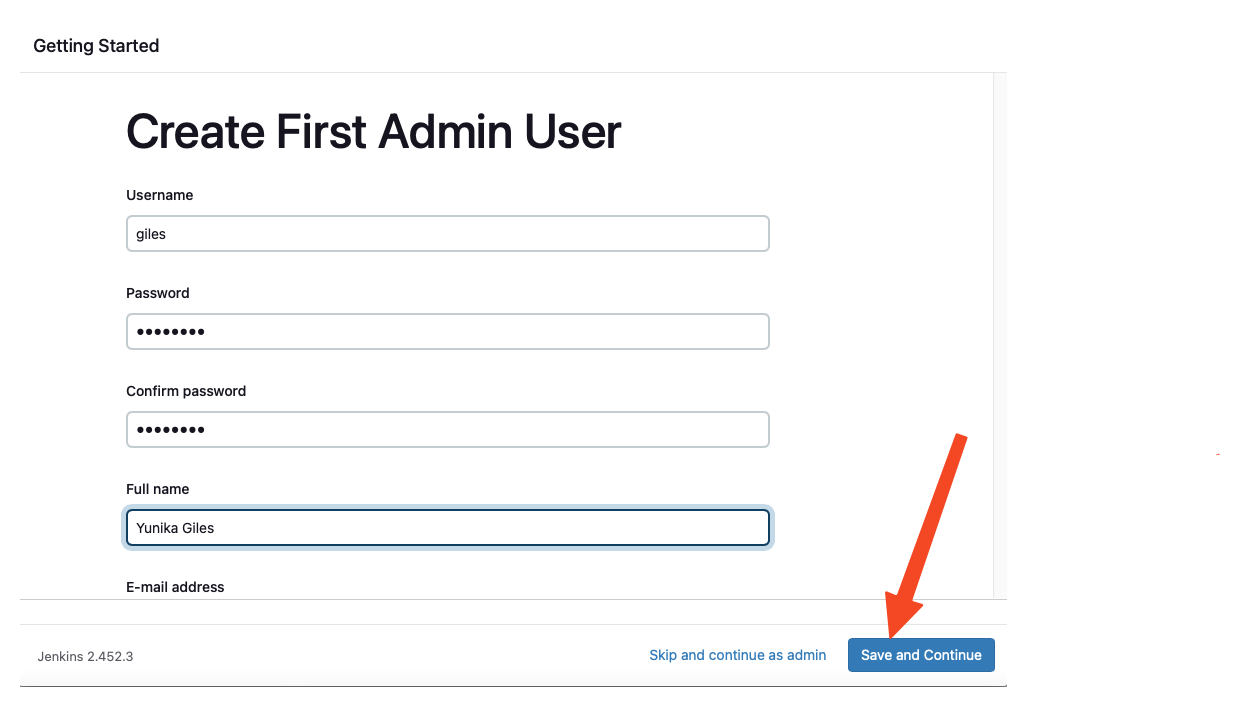 Getting Started
Create First Admin User
Username
giles
Password
••••••••
Confirm password
••••••••
Full name
Yunika Giles
E-mail address
Jenkins 2.452.3
Skip and continue as admin
Save and Continue